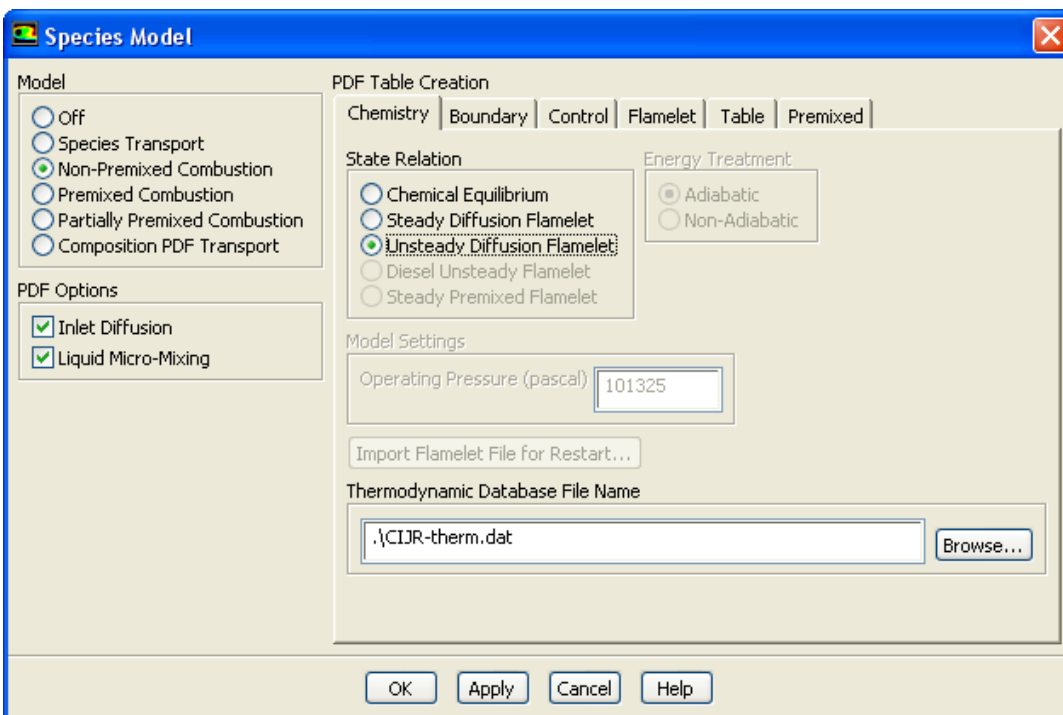 Species Model
Model
Off
Species Transport
Non-Premixed Combustion
Premixed Combustion
Partially Premixed Combustion
Composition PDF Transport
PDF Options
Inlet Diffusion
Liquid Micro-Mixing
PDF Table Creation
Chemistry Boundary Control Flamelet Table Premixed
State Relation
Chemical Equilibrium
Steady Diffusion Flamelet
Unsteady Diffusion Flamelet
Diesel Unsteady Flamelet
Steady Premixed Flamelet
Energy Treatment
Adiabatic
Non-Adiabatic
Model Settings
Operating Pressure (pascal) 101325
Import Flamelet File for Restart...
Thermodynamic Database File Name
.\CIJR-therm.dat Browse...
OK Apply Cancel Help